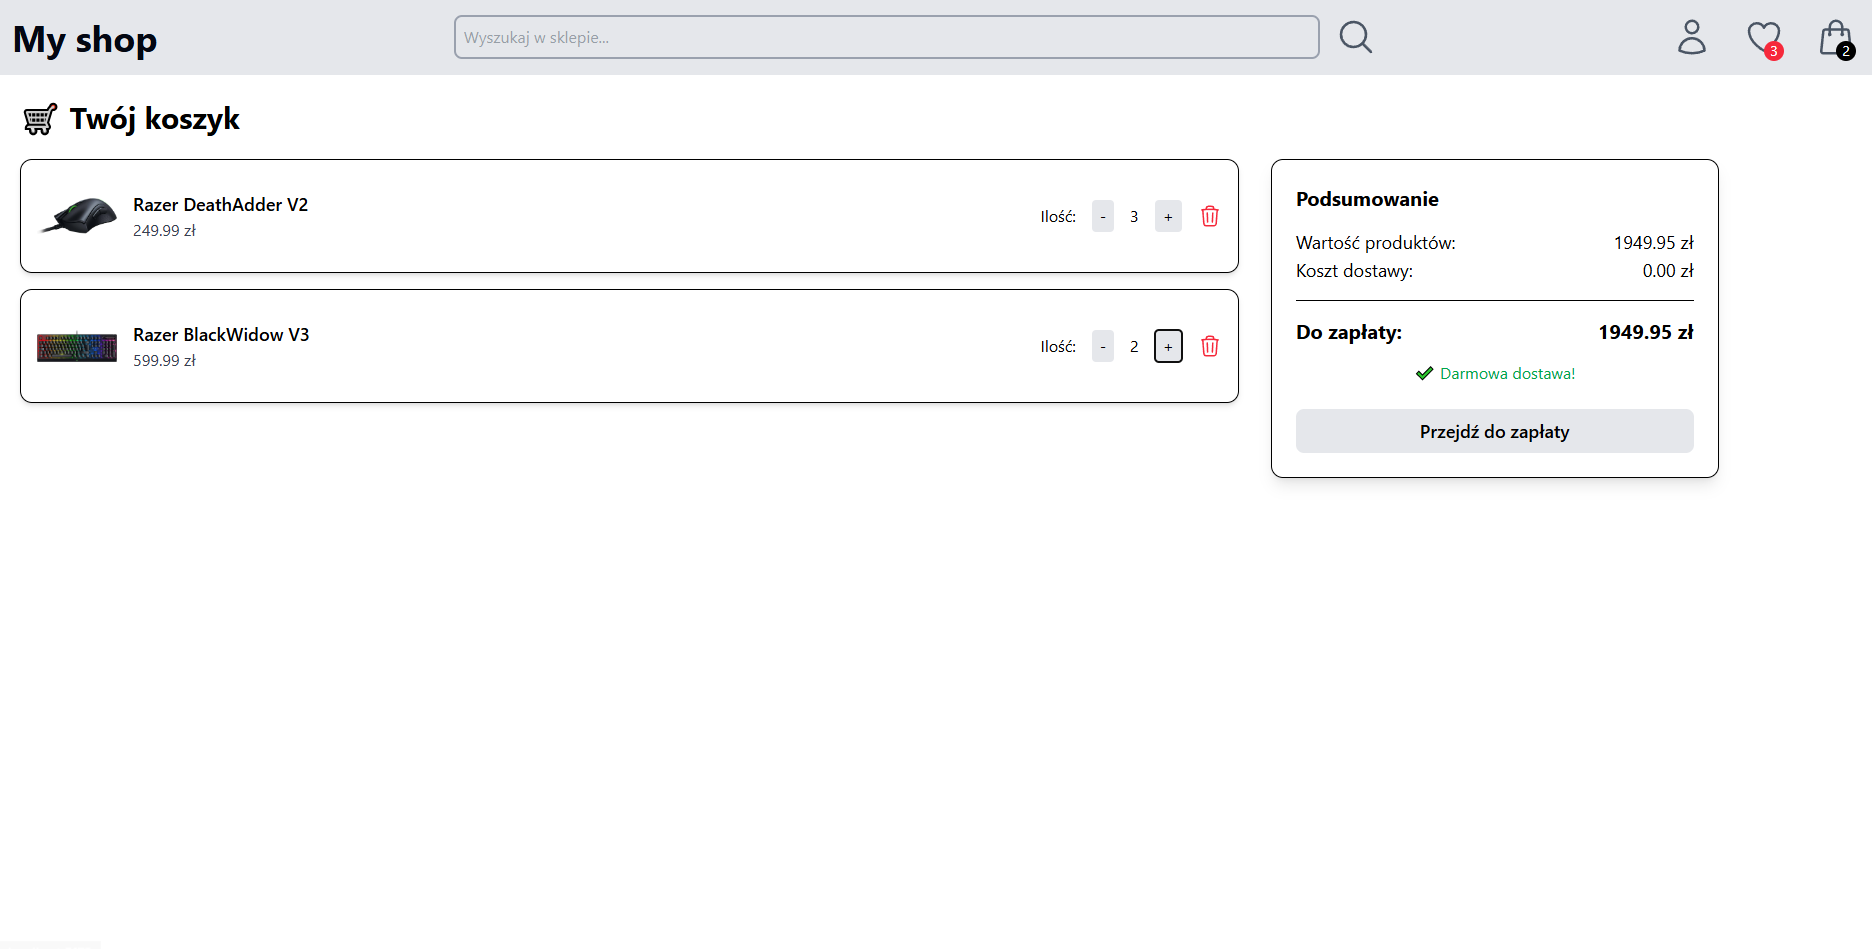 My shop
Wyszukaj w sklepie...
3
2
Twój koszyk
Razer DeathAdder V2
249.99 zł
Ilość: - 3 +
Razer BlackWidow V3
599.99 zł
Ilość: - 2 +
Podsumowanie
Wartość produktów: 1949.95 zł
Koszt dostawy: 0.00 zł
Do zapłaty: 1949.95 zł
Darmowa dostawa!
Przejdź do zapłaty